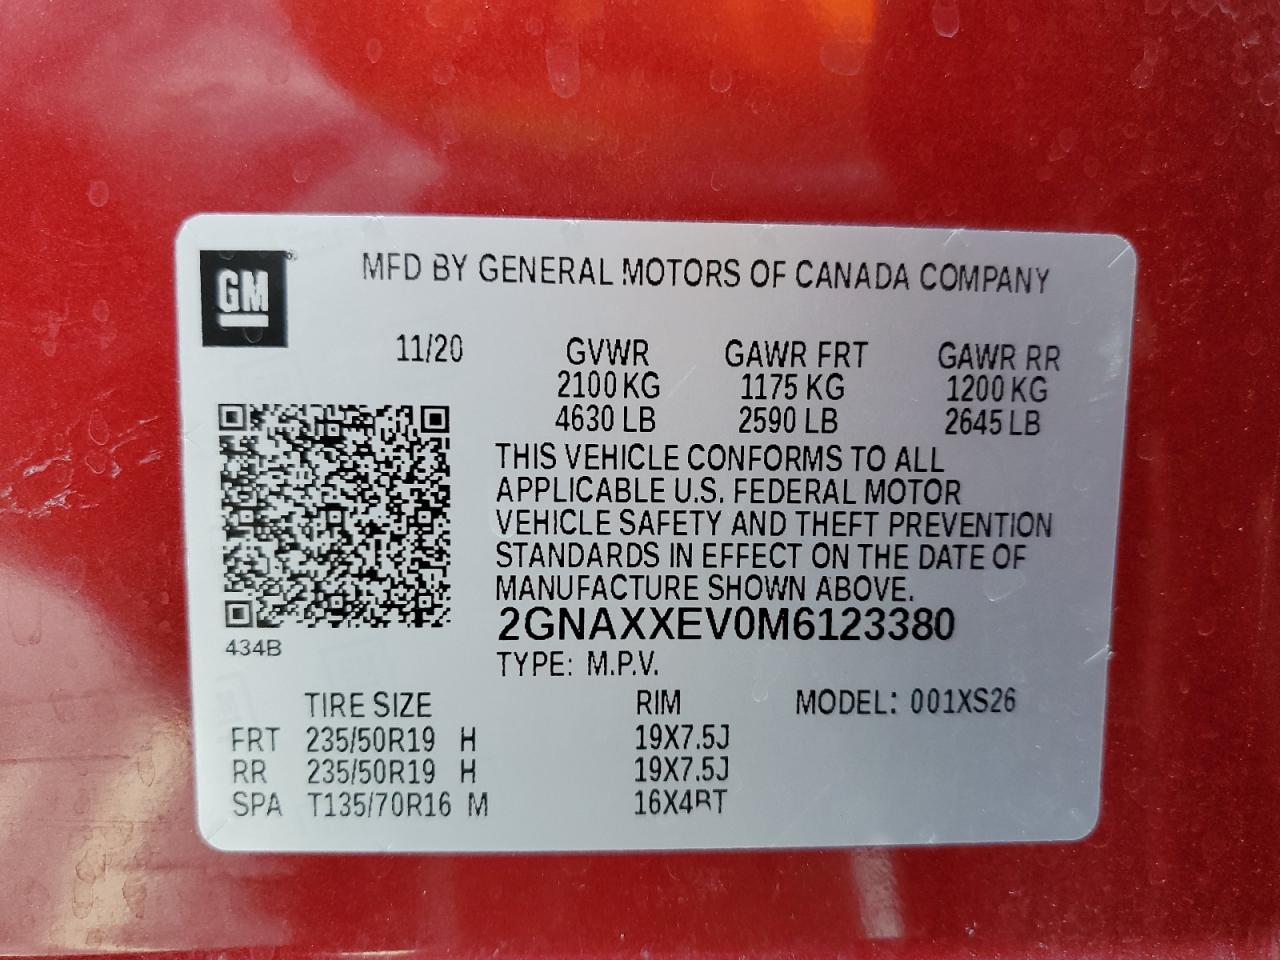 GM
MFD BY GENERAL MOTORS OF CANADA COMPANY
11/20 GVWR GAWR FRT GAWR RR
2100 KG 1175 KG 1200 KG
4630 LB 2590 LB 2645 LB
THIS VEHICLE CONFORMS TO ALL
APPLICABLE U.S. FEDERAL MOTOR
VEHICLE SAFETY AND THEFT PREVENTION
STANDARDS IN EFFECT ON THE DATE OF
MANUFACTURE SHOWN ABOVE.
2GNAXXEV0M6123380
434B
TYPE: M.P.V.
TIRE SIZE RIM MODEL: 001XS26
FRT 235/50R19 H 19X7.5J
RR 235/50R19 H 19X7.5J
SPA T135/70R16 M 16X4BT